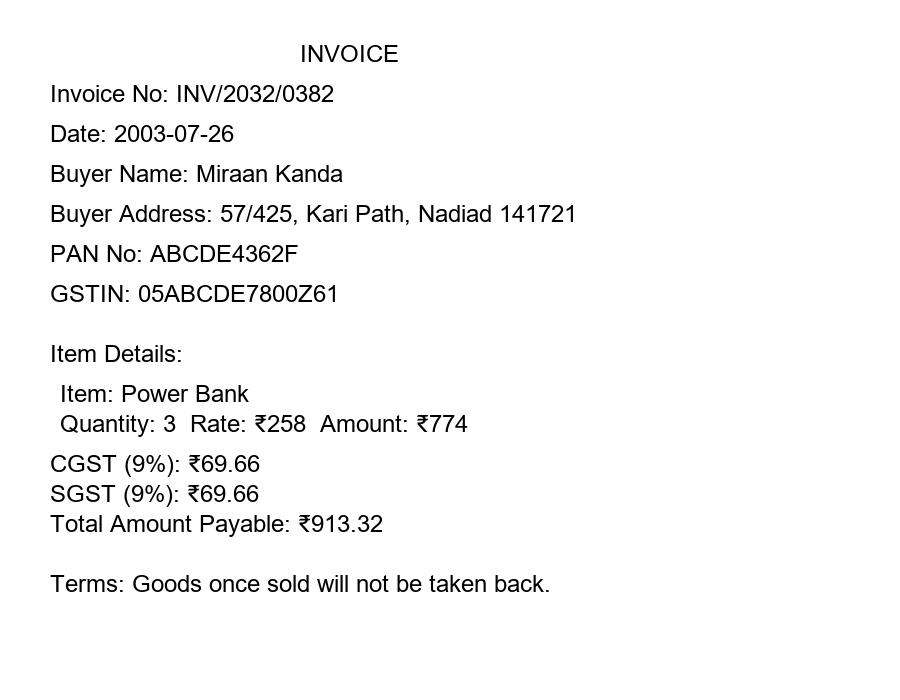 INVOICE
Invoice No: INV/2032/0382
Date: 2003-07-26
Buyer Name: Miraan Kanda
Buyer Address: 57/425, Kari Path, Nadiad 141721
PAN No: ABCDE4362F
GSTIN: 05ABCDE7800Z61
Item Details:
Item: Power Bank
Quantity: 3  Rate: ₹258  Amount: ₹774
CGST (9%): ₹69.66
SGST (9%): ₹69.66
Total Amount Payable: ₹913.32
Terms: Goods once sold will not be taken back.